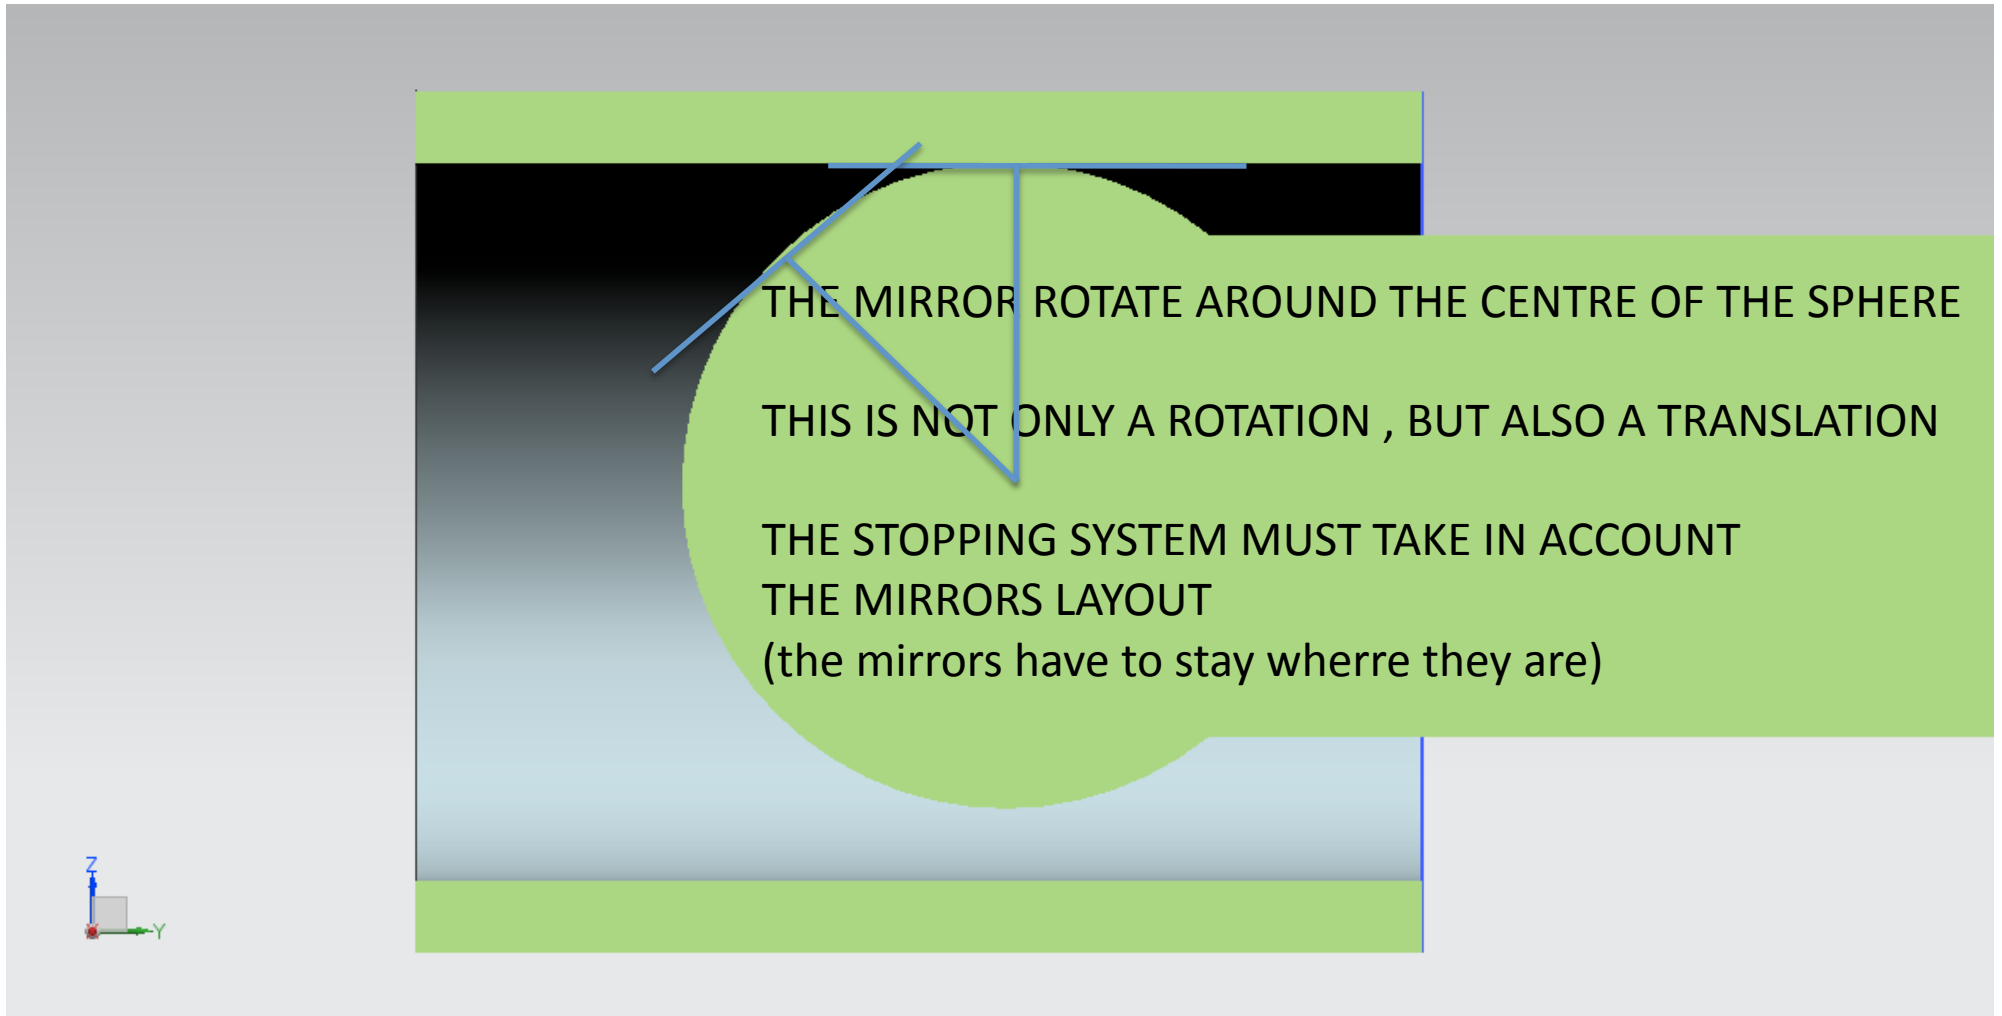 THE MIRROR ROTATE AROUND THE CENTRE OF THE SPHERE
THIS IS NOT ONLY A ROTATION , BUT ALSO A TRANSLATION
THE STOPPING SYSTEM MUST TAKE IN ACCOUNT
THE MIRRORS LAYOUT
(the mirrors have to stay wherre they are)
Z
Y